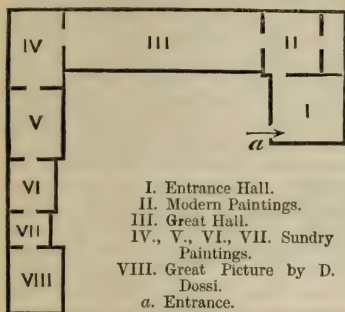 IV
III
II
I
V
a
VI
VII
VIII
I. Entrance Hall.
II. Modern Paintings.
III. Great Hall.
IV., V., VI., VII. Sundry
Paintings.
VIII. Great Picture by D.
Dossi.
a. Entrance.